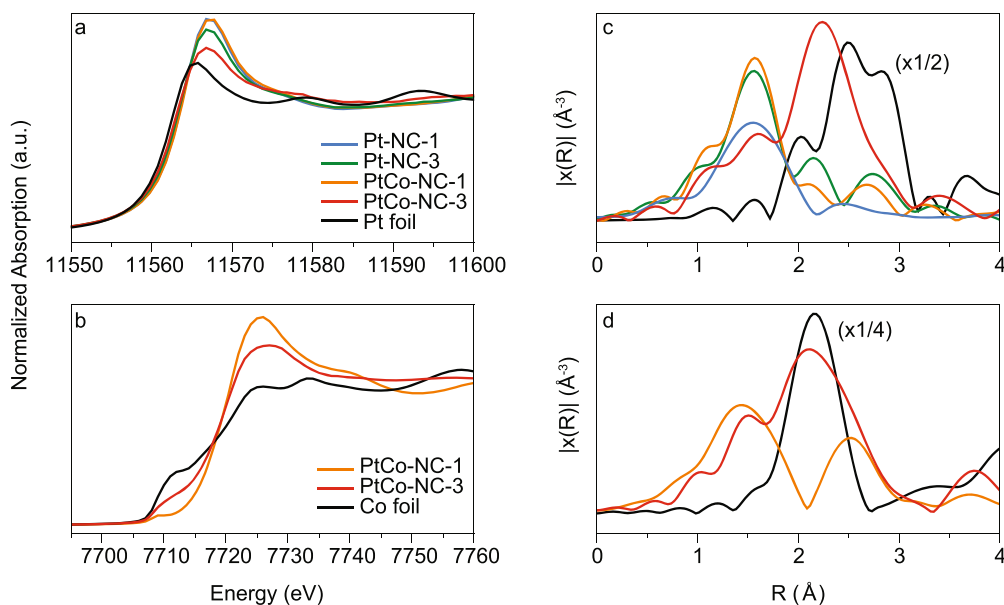 a
Pt-NC-1
Pt-NC-3
PtCo-NC-1
PtCo-NC-3
Pt foil
11550 11560 11570 11580 11590 11600
b
PtCo-NC-1
PtCo-NC-3
Co foil
7700 7710 7720 7730 7740 7750 7760
Energy (eV)
Normalized Absorption (a.u.)
c
(x1/2)
|x(R)| (Å-³)
0 1 2 3 4
d
(x1/4)
|x(R)| (Å-³)
0 1 2 3 4
R (Å)